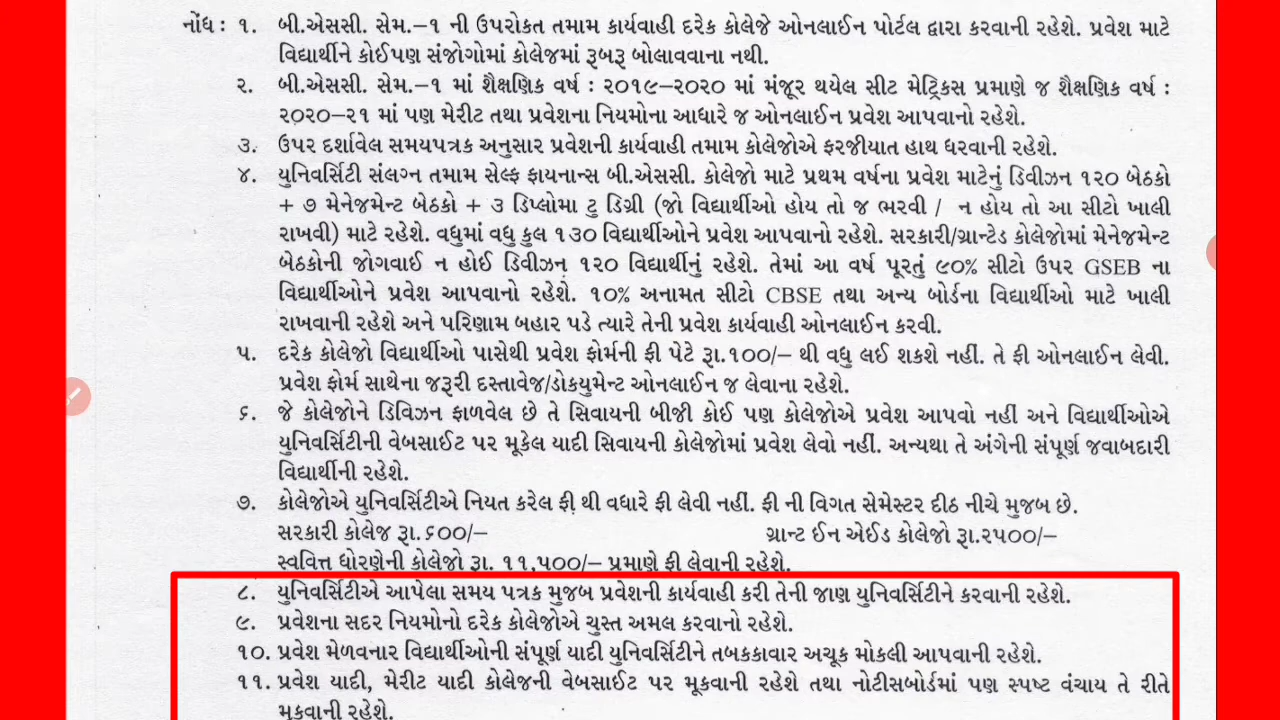 નોંધ : ૧. બી.એસસી. સેમ.–૧ ની ઉપરોકત તમામ કાર્યવાહી દરેક કોલેજે ઓનલાઈન પોર્ટલ દ્વારા કરવાની રહેશે. પ્રવેશ માટે
વિદ્યાર્થીને કોઈપણ સંજોગોમાં કોલેજમાં રૂબરૂ બોલાવવાના નથી.
૨. બી.એસસી. સેમ.–૧ માં શૈક્ષણિક વર્ષ : ૨૦૧૯–૨૦૨૦ માં મંજૂર થયેલ સીટ મેટ્રિકસ પ્રમાણે જ શૈક્ષણિક વર્ષ :
૨૦૨૦–૨૧ માં પણ મેરીટ તથા પ્રવેશના નિયમોના આધારે જ ઓનલાઈન પ્રવેશ આપવાનો રહેશે.
૩. ઉપર દર્શાવેલ સમયપત્રક અનુસાર પ્રવેશની કાર્યવાહી તમામ કોલેજોએ ફરજીયાત હાથ ધરવાની રહેશે.
૪. યુનિવર્સિટી સંલગ્ન તમામ સેલ્ફ ફાયનાન્સ બી.એસસી. કોલેજો માટે પ્રથમ વર્ષના પ્રવેશ માટેનું ડિવીઝન ૧૨૦ બેઠકો
+ ૭ મેનેજમેન્ટ બેઠકો + ૩ ડિપ્લોમા ટુ ડિગ્રી (જો વિદ્યાર્થીઓ હોય તો જ ભરવી / ન હોય તો આ સીટો ખાલી
રાખવી) માટે રહેશે. વધુમાં વધુ કુલ ૧૩૦ વિદ્યાર્થીઓને પ્રવેશ આપવાનો રહેશે. સરકારી/ગ્રાન્ટેડ કોલેજોમાં મેનેજમેન્ટ
બેઠકોની જોગવાઈ ન હોઈ ડિવીઝન ૧૨૦ વિદ્યાર્થીનું રહેશે. તેમાં આ વર્ષ પૂરતું ૯૦% સીટો ઉપર GSEB ના
વિદ્યાર્થીઓને પ્રવેશ આપવાનો રહેશે. ૧૦% અનામત સીટો CBSE તથા અન્ય બોર્ડના વિદ્યાર્થીઓ માટે ખાલી
રાખવાની રહેશે અને પરિણામ બહાર પડે ત્યારે તેની પ્રવેશ કાર્યવાહી ઓનલાઈન કરવી.
૫. દરેક કોલેજો વિદ્યાર્થીઓ પાસેથી પ્રવેશ ફોર્મની ફી પેટે રૂા.૧૦૦/– થી વધુ લઈ શકશે નહીં. તે ફી ઓનલાઈન લેવી.
પ્રવેશ ફોર્મ સાથેના જરૂરી દસ્તાવેજ/ડોકયુમેન્ટ ઓનલાઈન જ લેવાના રહેશે.
૬. જે કોલેજોને ડિવિઝન ફાળવેલ છે તે સિવાયની બીજી કોઈ પણ કોલેજોએ પ્રવેશ આપવો નહીં અને વિદ્યાર્થીઓએ
યુનિવર્સિટીની વેબસાઈટ પર મૂકેલ યાદી સિવાયની કોલેજોમાં પ્રવેશ લેવો નહીં. અન્યથા તે અંગેની સંપૂર્ણ જવાબદારી
વિદ્યાર્થીની રહેશે.
૭. કોલેજોએ યુનિવર્સિટીએ નિયત કરેલ ફી થી વધારે ફી લેવી નહીં. ફી ની વિગત સેમેસ્ટર દીઠ નીચે મુજબ છે.
સરકારી કોલેજ રૂા.૬૦૦/– ગ્રાન્ટ ઈન એઈડ કોલેજો રૂા.૨૫૦૦/–
સ્વવિત્ત ધોરણેની કોલેજો રૂા. ૧૧,૫૦૦/– પ્રમાણે ફી લેવાની રહેશે.
૮. યુનિવર્સિટીએ આપેલા સમય પત્રક મુજબ પ્રવેશની કાર્યવાહી કરી તેની જાણ યુનિવર્સિટીને કરવાની રહેશે.
૯. પ્રવેશના સદર નિયમોનો દરેક કોલેજોએ ચુસ્ત અમલ કરવાનો રહેશે.
૧૦. પ્રવેશ મેળવનાર વિદ્યાર્થીઓની સંપૂર્ણ યાદી યુનિવર્સિટીને તબકકાવાર અચૂક મોકલી આપવાની રહેશે.
૧૧. પ્રવેશ યાદી, મેરીટ યાદી કોલેજની વેબસાઈટ પર મૂકવાની રહેશે તથા નોટીસબોર્ડમાં પણ સ્પષ્ટ વંચાય તે રીતે
મૂકવાની રહેશે.